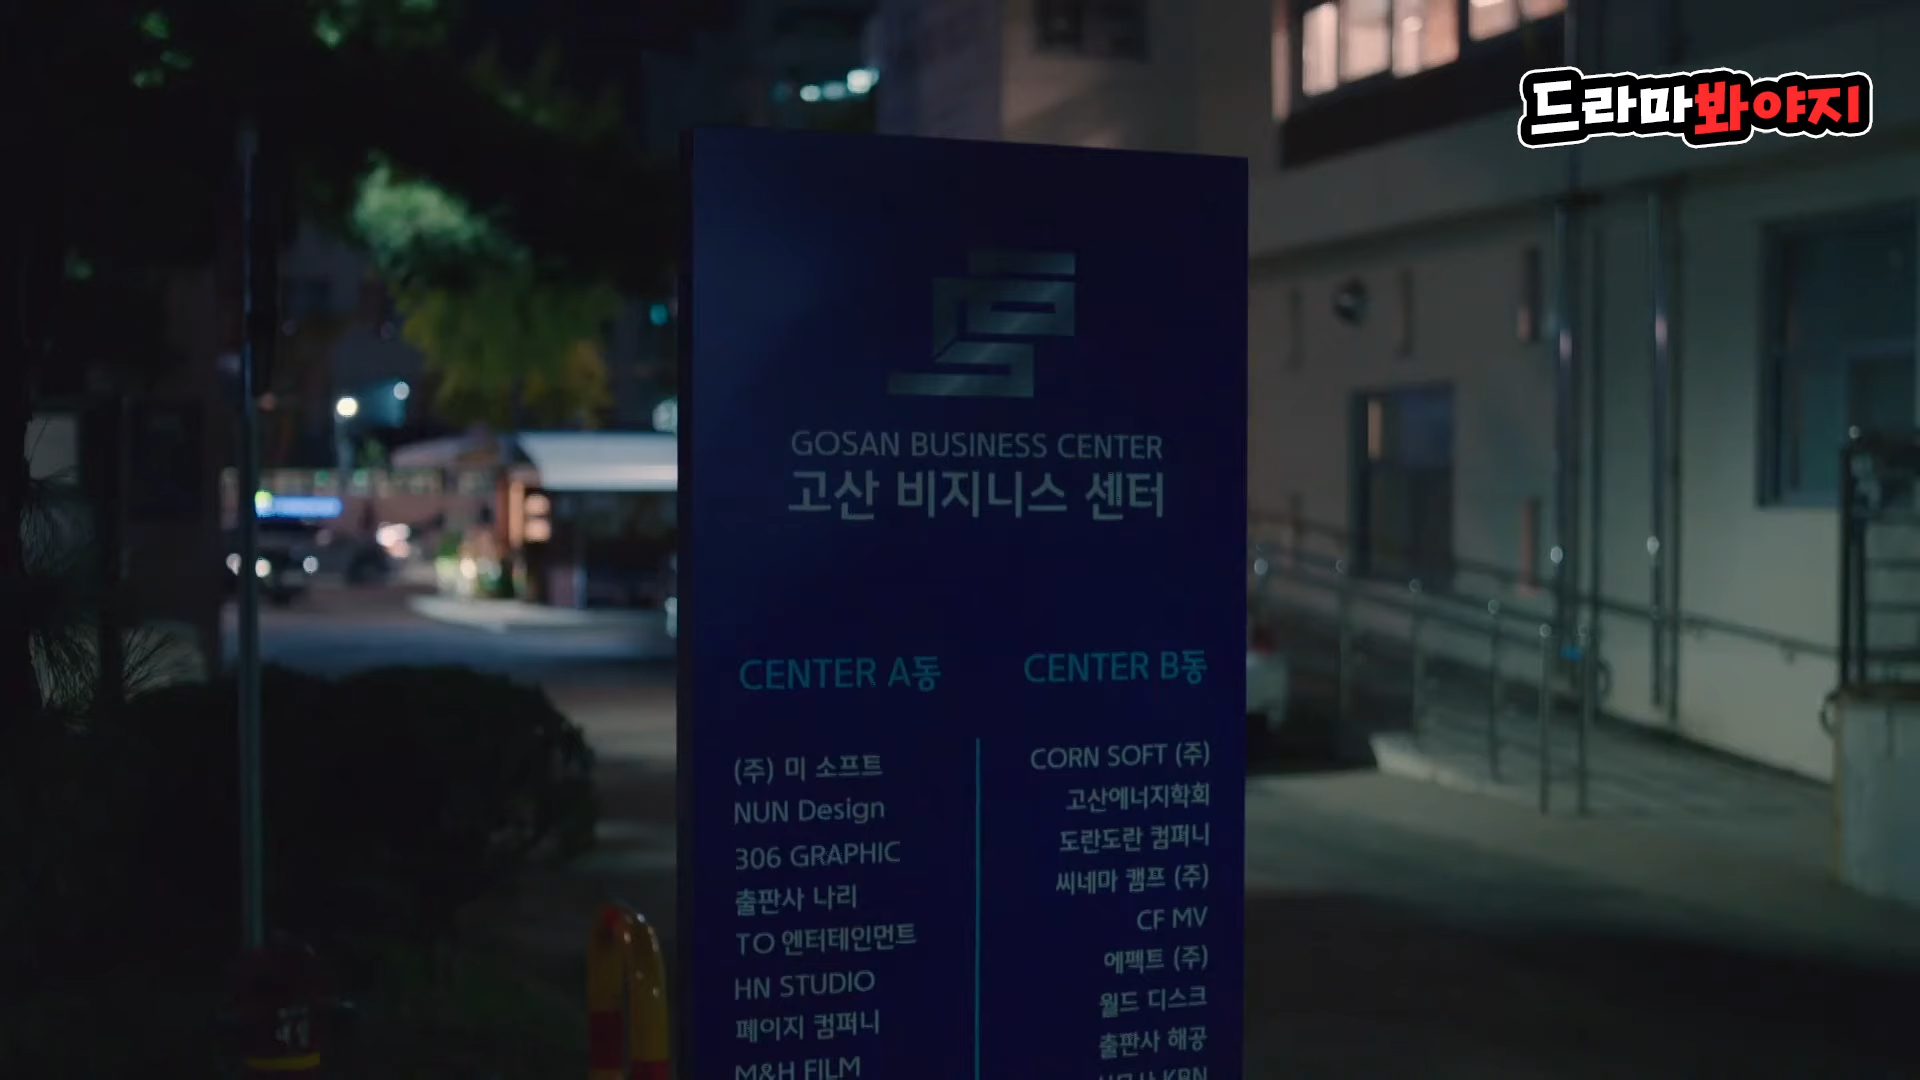 드라마봐야지
GOSAN BUSINESS CENTER
고산 비지니스 센터
CENTER A동
(주) 미 소프트
NUN Design
306 GRAPHIC
출판사 나리
TO 엔터테인먼트
HN STUDIO
페이지 컴퍼니
M&H FILM
CENTER B동
CORN SOFT (주)
고산에너지학회
도란도란 컴퍼니
씨네마 캠프 (주)
CF MV
에펙트 (주)
월드 디스크
출판사 해공
KBN